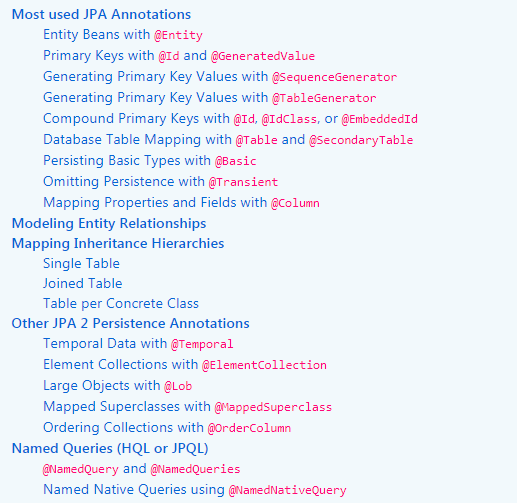 Most used JPA Annotations
Entity Beans with @Entity
Primary Keys with @Id and @GeneratedValue
Generating Primary Key Values with @SequenceGenerator
Generating Primary Key Values with @TableGenerator
Compound Primary Keys with @Id, @IdClass, or @EmbeddedId
Database Table Mapping with @Table and @SecondaryTable
Persisting Basic Types with @Basic
Omitting Persistence with @Transient
Mapping Properties and Fields with @Column
Modeling Entity Relationships
Mapping Inheritance Hierarchies
Single Table
Joined Table
Table per Concrete Class
Other JPA 2 Persistence Annotations
Temporal Data with @Temporal
Element Collections with @ElementCollection
Large Objects with @Lob
Mapped Superclasses with @MappedSuperclass
Ordering Collections with @OrderColumn
Named Queries (HQL or JPQL)
@NamedQuery and @NamedQueries
Named Native Queries using @NamedNativeQuery